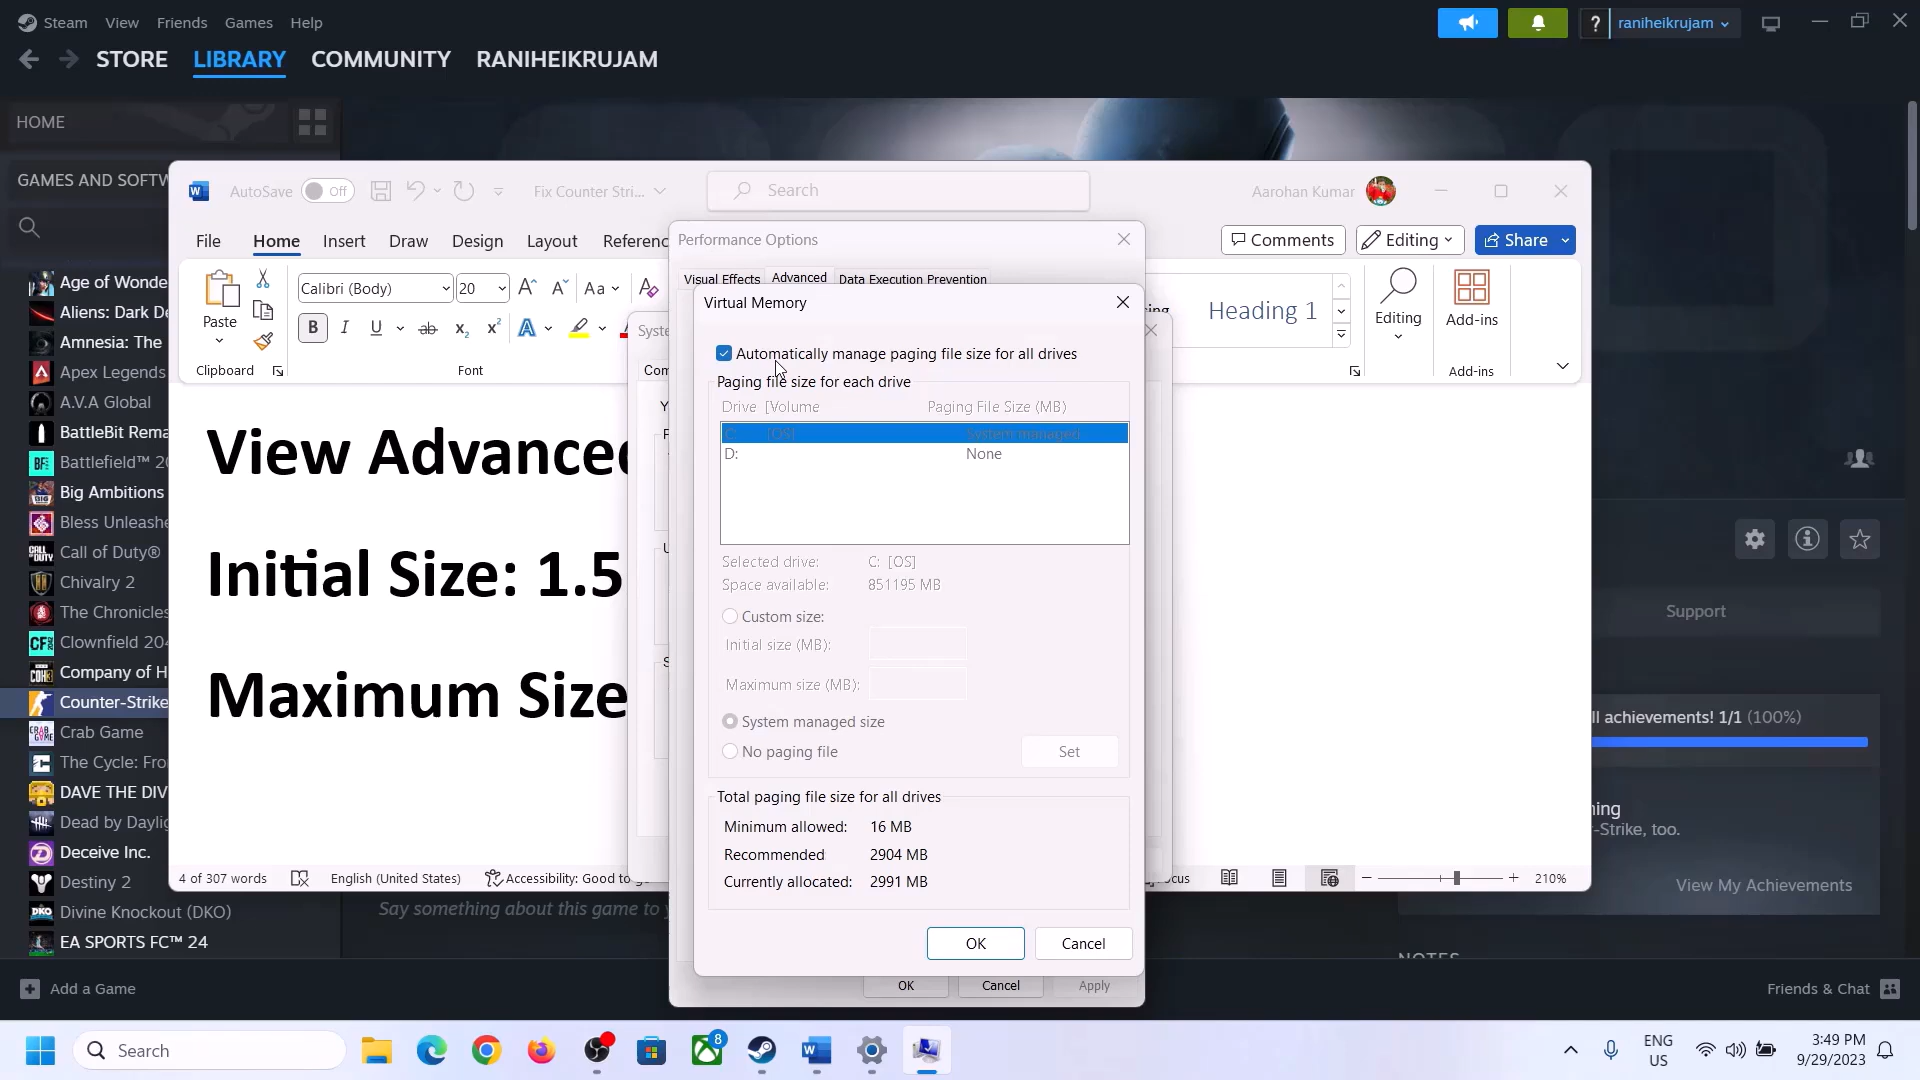 Steam View Friends Games Help
? raniheikrujam
STORE LIBRARY COMMUNITY RANIHEIKRUJAM
HOME
GAMES AND SOFTW
AutoSave Off Fix Counter Stri... Search Aarohan Kumar
File Home Insert Draw Design Layout Referenc
Comments Editing Share
Age of Wonde
Aliens: Dark De
Amnesia: The
Apex Legends
A.V.A Global
BattleBit Rema
Battlefield™ 20
Big Ambitions
Bless Unleashe
Call of Duty®
Chivalry 2
The Chronicles
Clownfield 204
Company of H
Counter-Strike
Crab Game
The Cycle: Fro
DAVE THE DIV
Dead by Daylig
Deceive Inc.
Destiny 2
Divine Knockout (DKO)
EA SPORTS FC™ 24
Add a Game
Paste
Clipboard
Calibri (Body) 20
Aa
B I U ab x₂ x² A
Font
Heading 1
Editing
Add-ins
Add-ins
View Advanced
Initial Size: 1.5
Maximum Size
4 of 307 words English (United States) Accessibility: Good to g
210%
Performance Options
Visual Effects Advanced Data Execution Prevention
Syste
Com
Virtual Memory
Automatically manage paging file size for all drives
Paging file size for each drive
Drive [Volume Paging File Size (MB)
C: [OS] System managed
D: None
Selected drive: C: [OS]
Space available: 851195 MB
Custom size:
Initial size (MB):
Maximum size (MB):
System managed size
No paging file Set
Total paging file size for all drives
Minimum allowed: 16 MB
Recommended 2904 MB
Currently allocated: 2991 MB
OK Cancel
OK Cancel Apply
Support
ll achievements! 1/1 (100%)
-Strike, too.
View My Achievements
Say something about this game to y
NOTES
Friends & Chat
Search
8
ENG
US
3:49 PM
9/29/2023